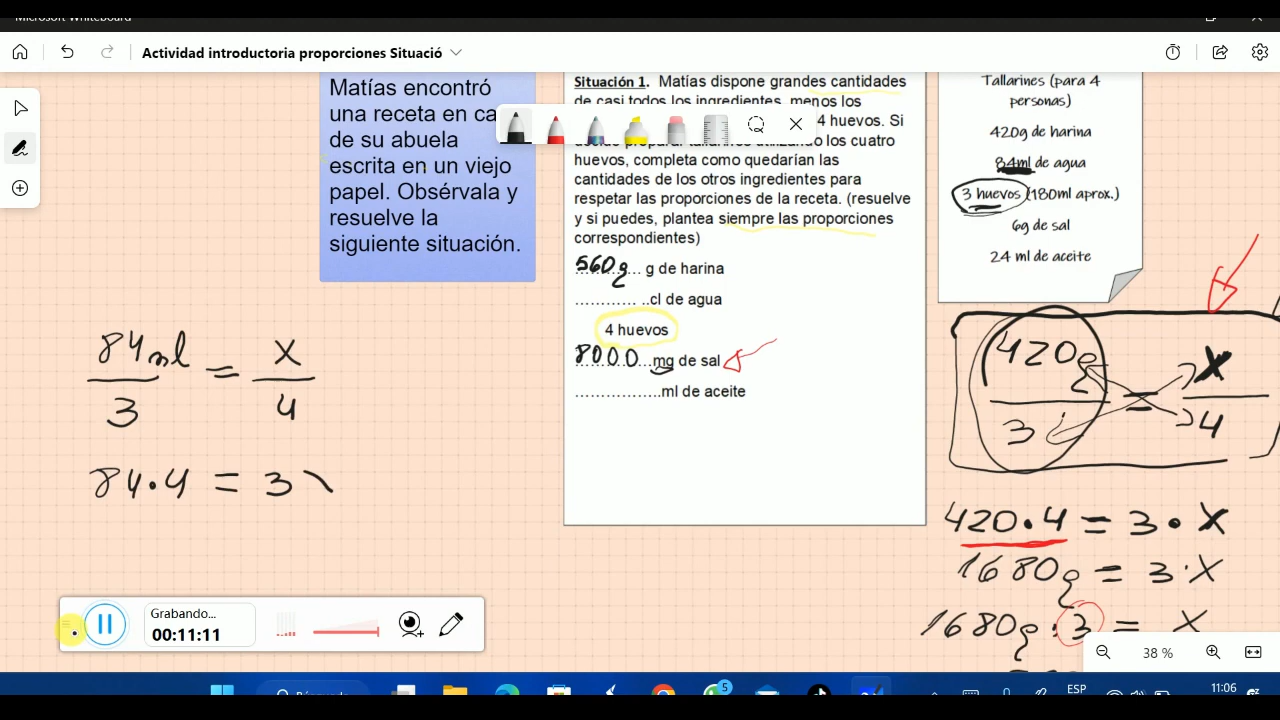 Microsoft Whiteboard
Actividad introductoria proporciones Situació
Matías encontró
una receta en ca
de su abuela
escrita en un viejo
papel. Obsérvala y
resuelve la
siguiente situación.
Situación 1. Matías dispone grandes cantidades
de casi todos los ingredientes, menos los
4 huevos. Si
los cuatro
huevos, completa como quedarían las
cantidades de los otros ingredientes para
respetar las proporciones de la receta. (resuelve
y si puedes, plantea siempre las proporciones
correspondientes)
560g ... g de harina
............ ..cl de agua
4 huevos
8000 ...mg de sal
.................ml de aceite
Tallarines (para 4
personas)
420g de harina
84ml de agua
3 huevos (180ml aprox.)
6g de sal
24 ml de aceite
84ml/3 = x/4
84·4 = 3
420g/3 = x/4
420·4 = 3·x
1680g = 3·x
1680g : 3 = x
Grabando...
00:11:11
38 %
Búsqueda
5
ESP
11:06